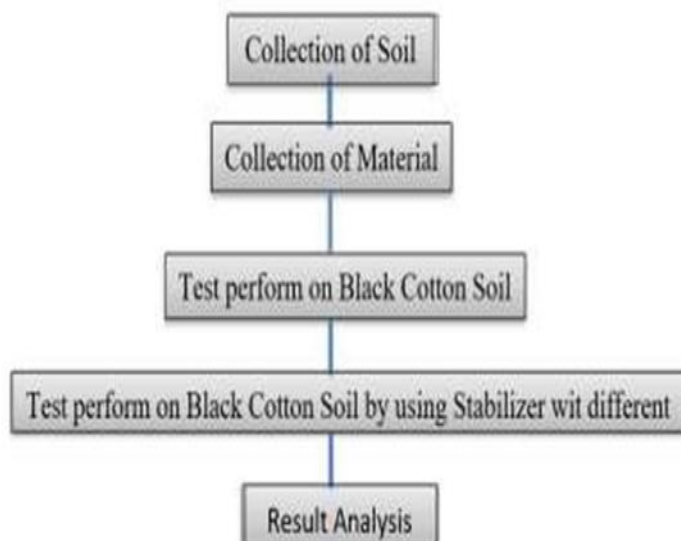 Collection of Soil
Collection of Material
Test perform on Black Cotton Soil
Test perform on Black Cotton Soil by using Stabilizer wit different
Result Analysis